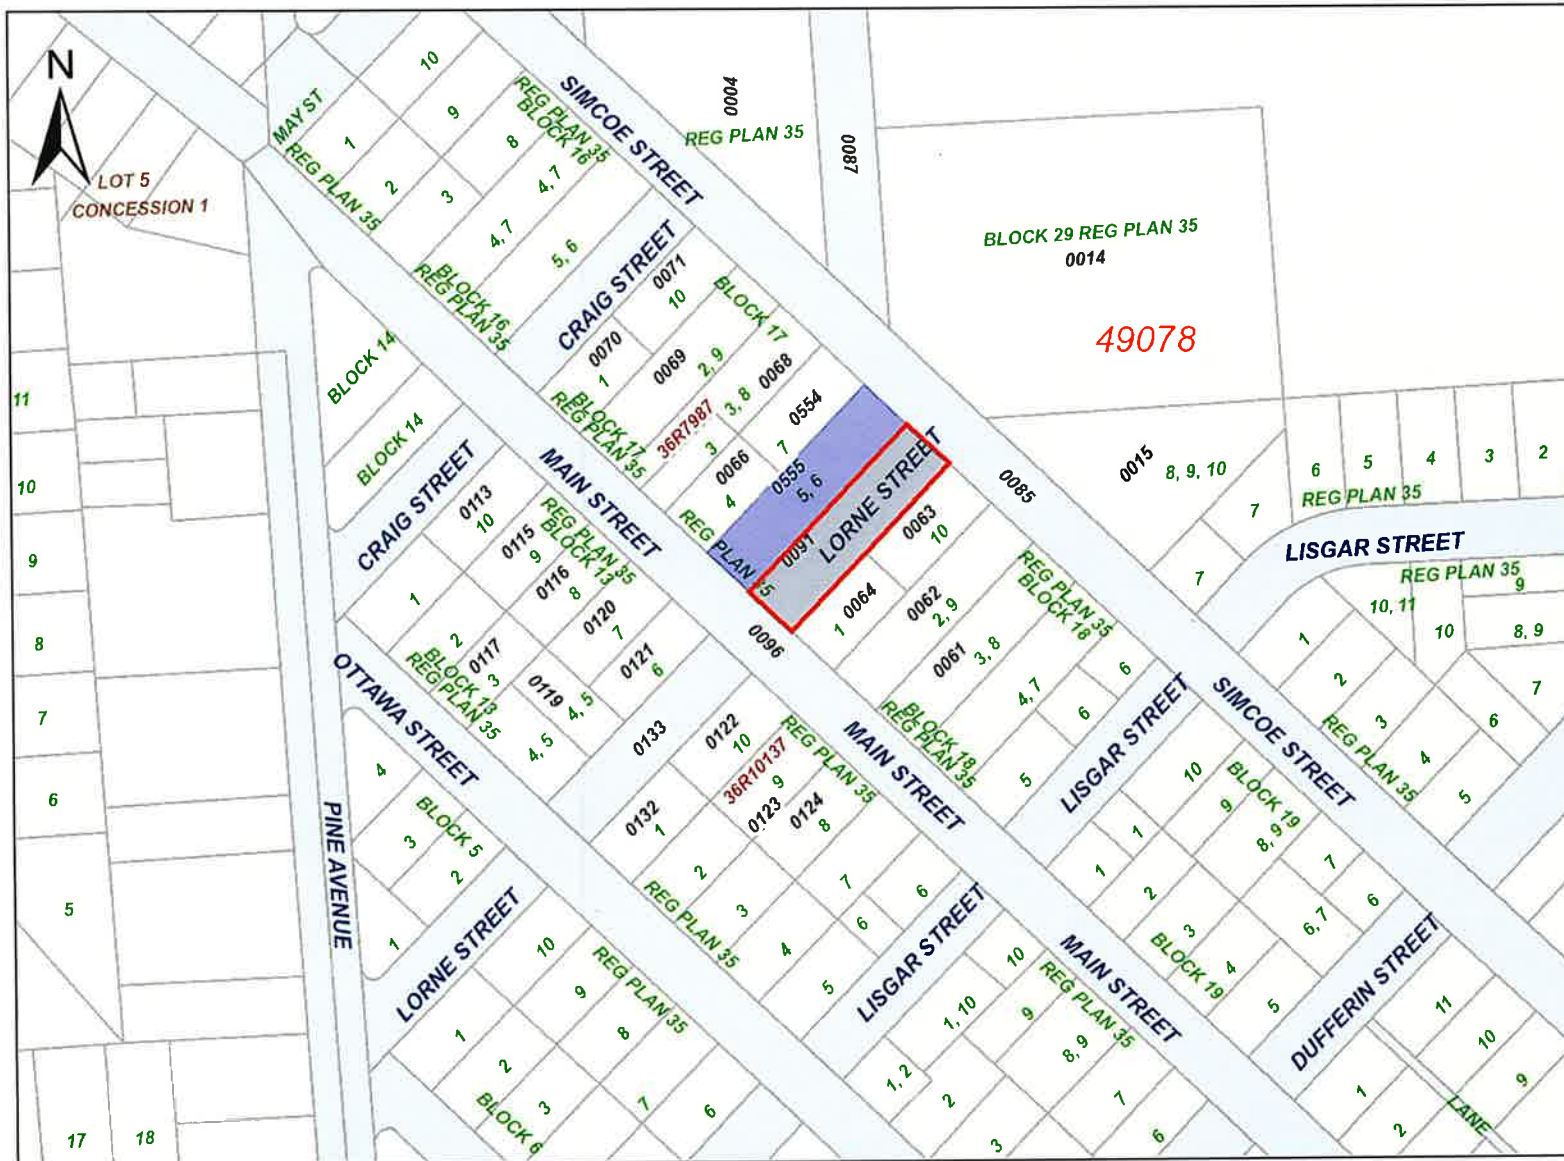 N
LOT 5
CONCESSION 1
MAY ST
REG PLAN 35
1
2
3
10
9
8
REG PLAN 35
BLOCK 16
4, 7
4, 7
5, 6
BLOCK 16
REG PLAN 35
SIMCOE STREET
0004
REG PLAN 35
0087
BLOCK 29 REG PLAN 35
0014
49078
CRAIG STREET
0071
10
BLOCK 17
0070
1
0069
2, 9
0068
3, 8
BLOCK 17
REG PLAN 35
36R7987
3
0554
7
0066
4
0555
5, 6
REG PLAN 35
0091
LORNE STREET
0085
0015
8, 9, 10
7
7
6
5
4
3
2
REG PLAN 35
LISGAR STREET
REG PLAN 35
9
10, 11
10
8, 9
7
6
BLOCK 14
BLOCK 14
CRAIG STREET
MAIN STREET
0113
10
0115
9
0116
8
REG PLAN 35
BLOCK 13
0120
7
0121
6
1
2
0117
3
BLOCK 13
REG PLAN 35
0119
4, 5
4, 5
0096
0063
10
0064
1
0062
2, 9
0061
3, 8
REG PLAN 35
BLOCK 18
4, 7
6
6
5
BLOCK 18
REG PLAN 35
LISGAR STREET
SIMCOE STREET
1
2
3
4
5
REG PLAN 35
11
10
9
8
7
6
5
17
18
OTTAWA STREET
PINE AVENUE
4
3
BLOCK 5
2
1
LORNE STREET
0133
0122
10
36R10137
9
REG PLAN 35
0132
1
0123
0124
8
2
3
REG PLAN 35
7
6
6
4
5
MAIN STREET
LISGAR STREET
10
9
BLOCK 19
8, 9
7
6
6, 7
1
1
2
3
BLOCK 19
4
5
DUFFERIN STREET
10
REG PLAN 35
9
8
1
2
3
BLOCK 6
7
6
10
REG PLAN 35
MAIN STREET
1, 10
9
8, 9
1, 2
2
3
7
6
11
10
9
1
2
LANE